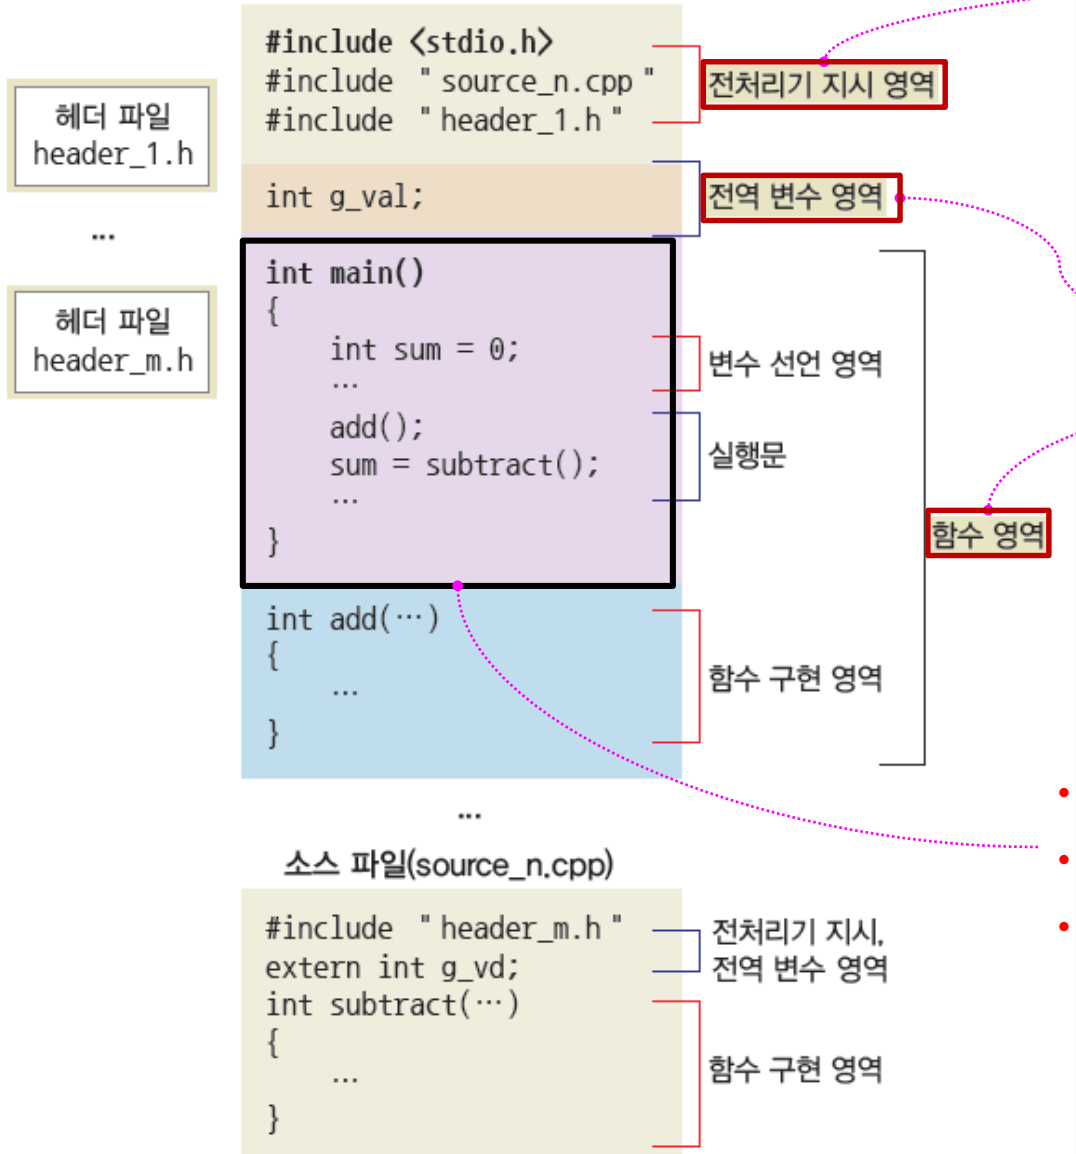 #include <stdio.h>
#include "source_n.cpp"
#include "header_1.h"
전처리기 지시 영역
헤더 파일
header_1.h
int g_val;
전역 변수 영역
...
헤더 파일
header_m.h
int main()
{
int sum = 0;
...
변수 선언 영역
add();
sum = subtract();
...
실행문
}
함수 영역
int add(...)
{
...
}
함수 구현 영역
...
소스 파일(source_n.cpp)
#include "header_m.h"
extern int g_vd;
전처리기 지시,
전역 변수 영역
int subtract(...)
{
...
}
함수 구현 영역